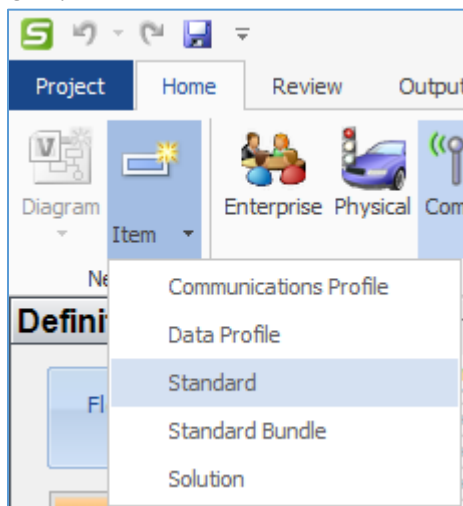 S
Project Home Review Output
V
Diagram Item Enterprise Physical Com
Ne
Communications Profile
Defini
Data Profile
Fl
Standard
Standard Bundle
Solution